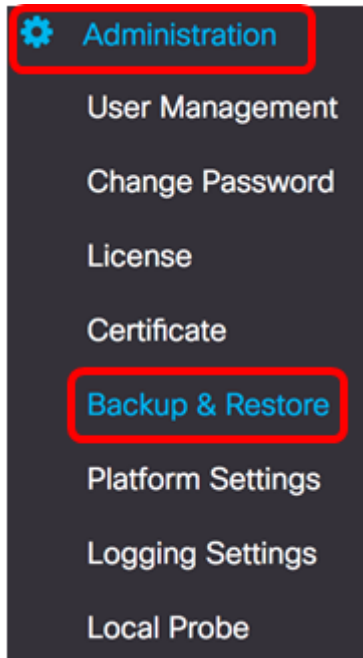 Administration
User Management
Change Password
License
Certificate
Backup & Restore
Platform Settings
Logging Settings
Local Probe